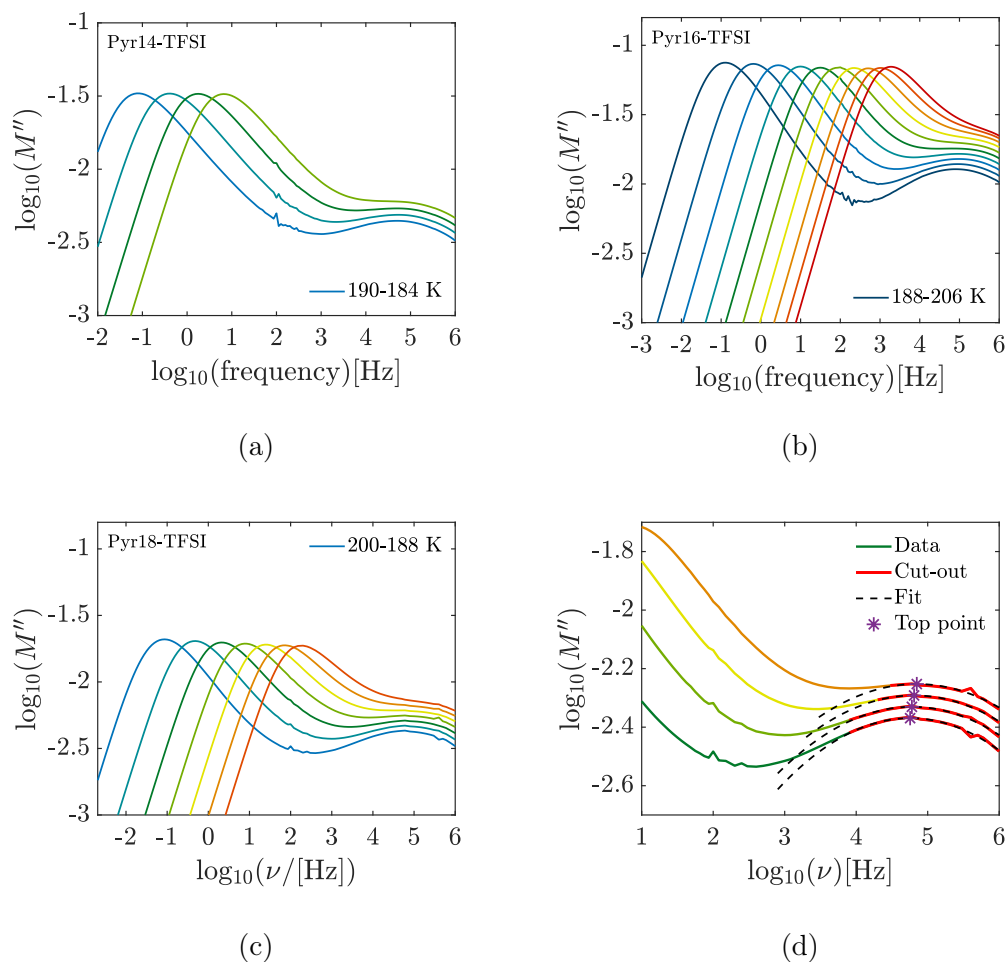 Pyr14-TFSI
-1
-1.5
-2
-2.5
-3
log10(M″)
190-184 K
-2 -1 0 1 2 3 4 5 6
log10(frequency)[Hz]
(a)
Pyr16-TFSI
-1
-1.5
-2
-2.5
-3
log10(M″)
188-206 K
-3 -2 -1 0 1 2 3 4 5 6
log10(frequency)[Hz]
(b)
Pyr18-TFSI
200-188 K
-1
-1.5
-2
-2.5
-3
log10(M″)
-2 -1 0 1 2 3 4 5 6
log10(ν/[Hz])
(c)
Data
Cut-out
Fit
Top point
-1.8
-2
-2.2
-2.4
-2.6
log10(M″)
1 2 3 4 5 6
log10(ν)[Hz]
(d)